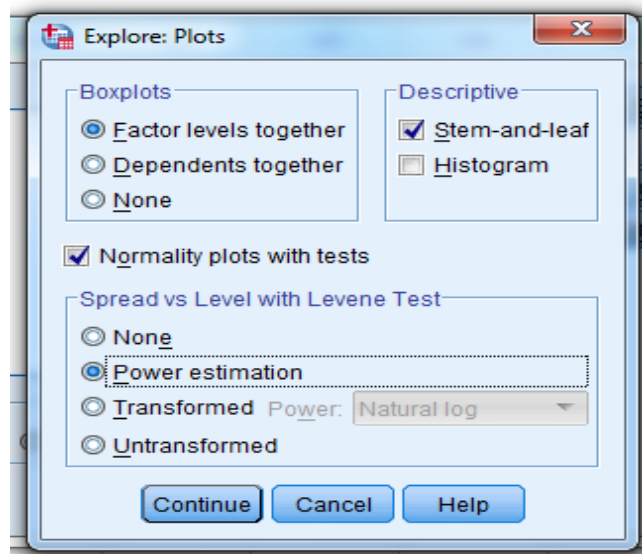 Explore: Plots
Boxplots
Factor levels together
Dependents together
None
Descriptive
Stem-and-leaf
Histogram
Normality plots with tests
Spread vs Level with Levene Test
None
Power estimation
Transformed Power: Natural log
Untransformed
Continue Cancel Help